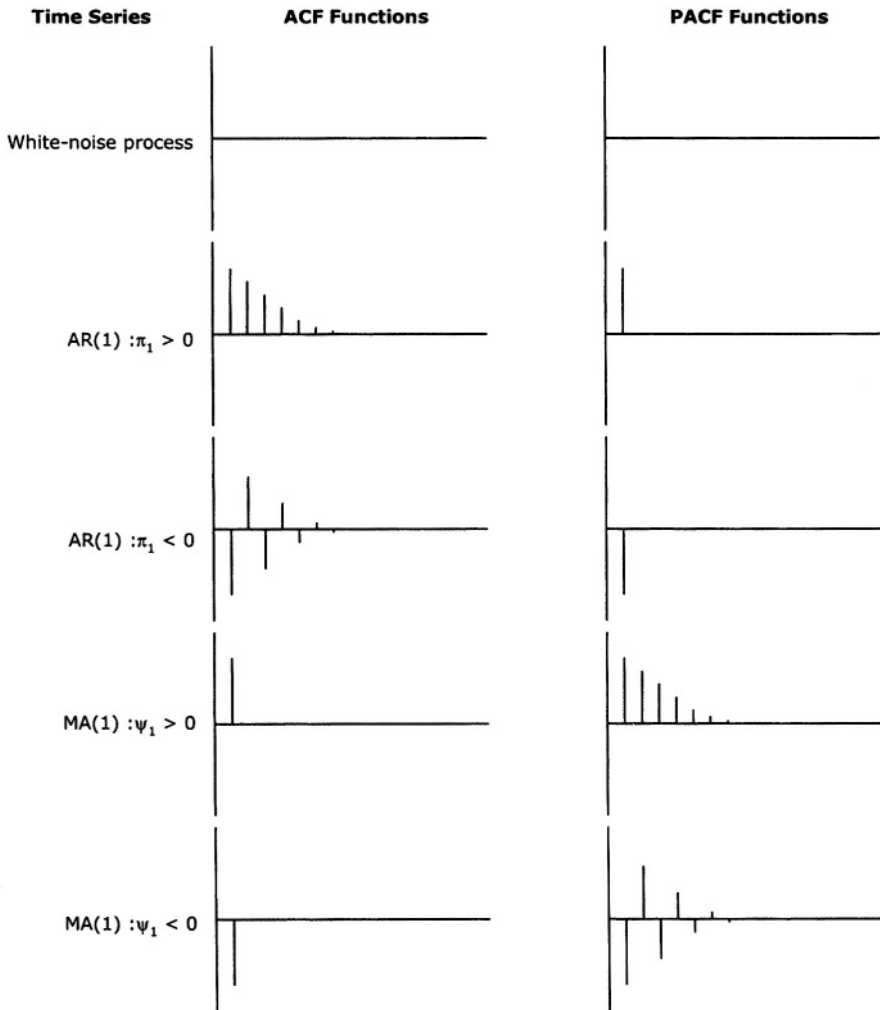 Time Series ACF Functions PACF Functions
White-noise process
AR(1) :π₁ > 0
AR(1) :π₁ < 0
MA(1) :ψ₁ > 0
MA(1) :ψ₁ < 0